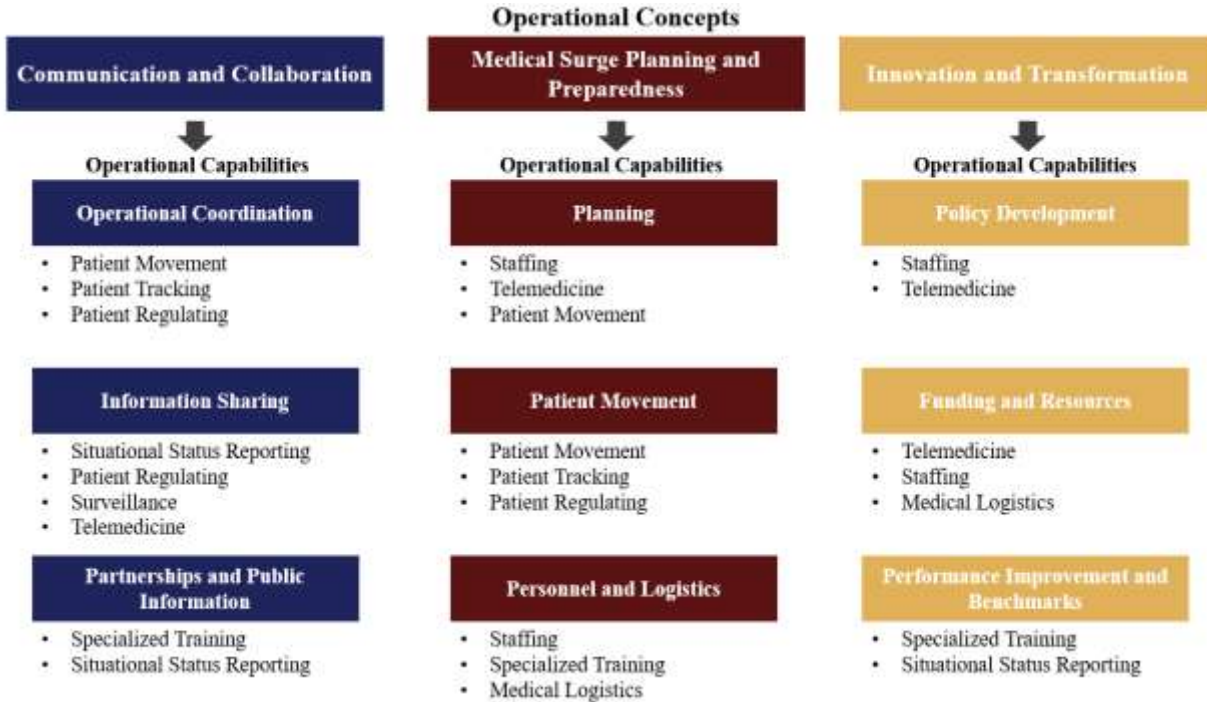 Operational Concepts
Communication and Collaboration
Medical Surge Planning and
Preparedness
Innovation and Transformation
Operational Capabilities
Operational Capabilities
Operational Capabilities
Operational Coordination
• Patient Movement
• Patient Tracking
• Patient Regulating
Planning
• Staffing
• Telemedicine
• Patient Movement
Policy Development
• Staffing
• Telemedicine
Information Sharing
• Situational Status Reporting
• Patient Regulating
• Surveillance
• Telemedicine
Patient Movement
• Patient Movement
• Patient Tracking
• Patient Regulating
Funding and Resources
• Telemedicine
• Staffing
• Medical Logistics
Partnerships and Public
Information
• Specialized Training
• Situational Status Reporting
Personnel and Logistics
• Staffing
• Specialized Training
• Medical Logistics
Performance Improvement and
Benchmarks
• Specialized Training
• Situational Status Reporting